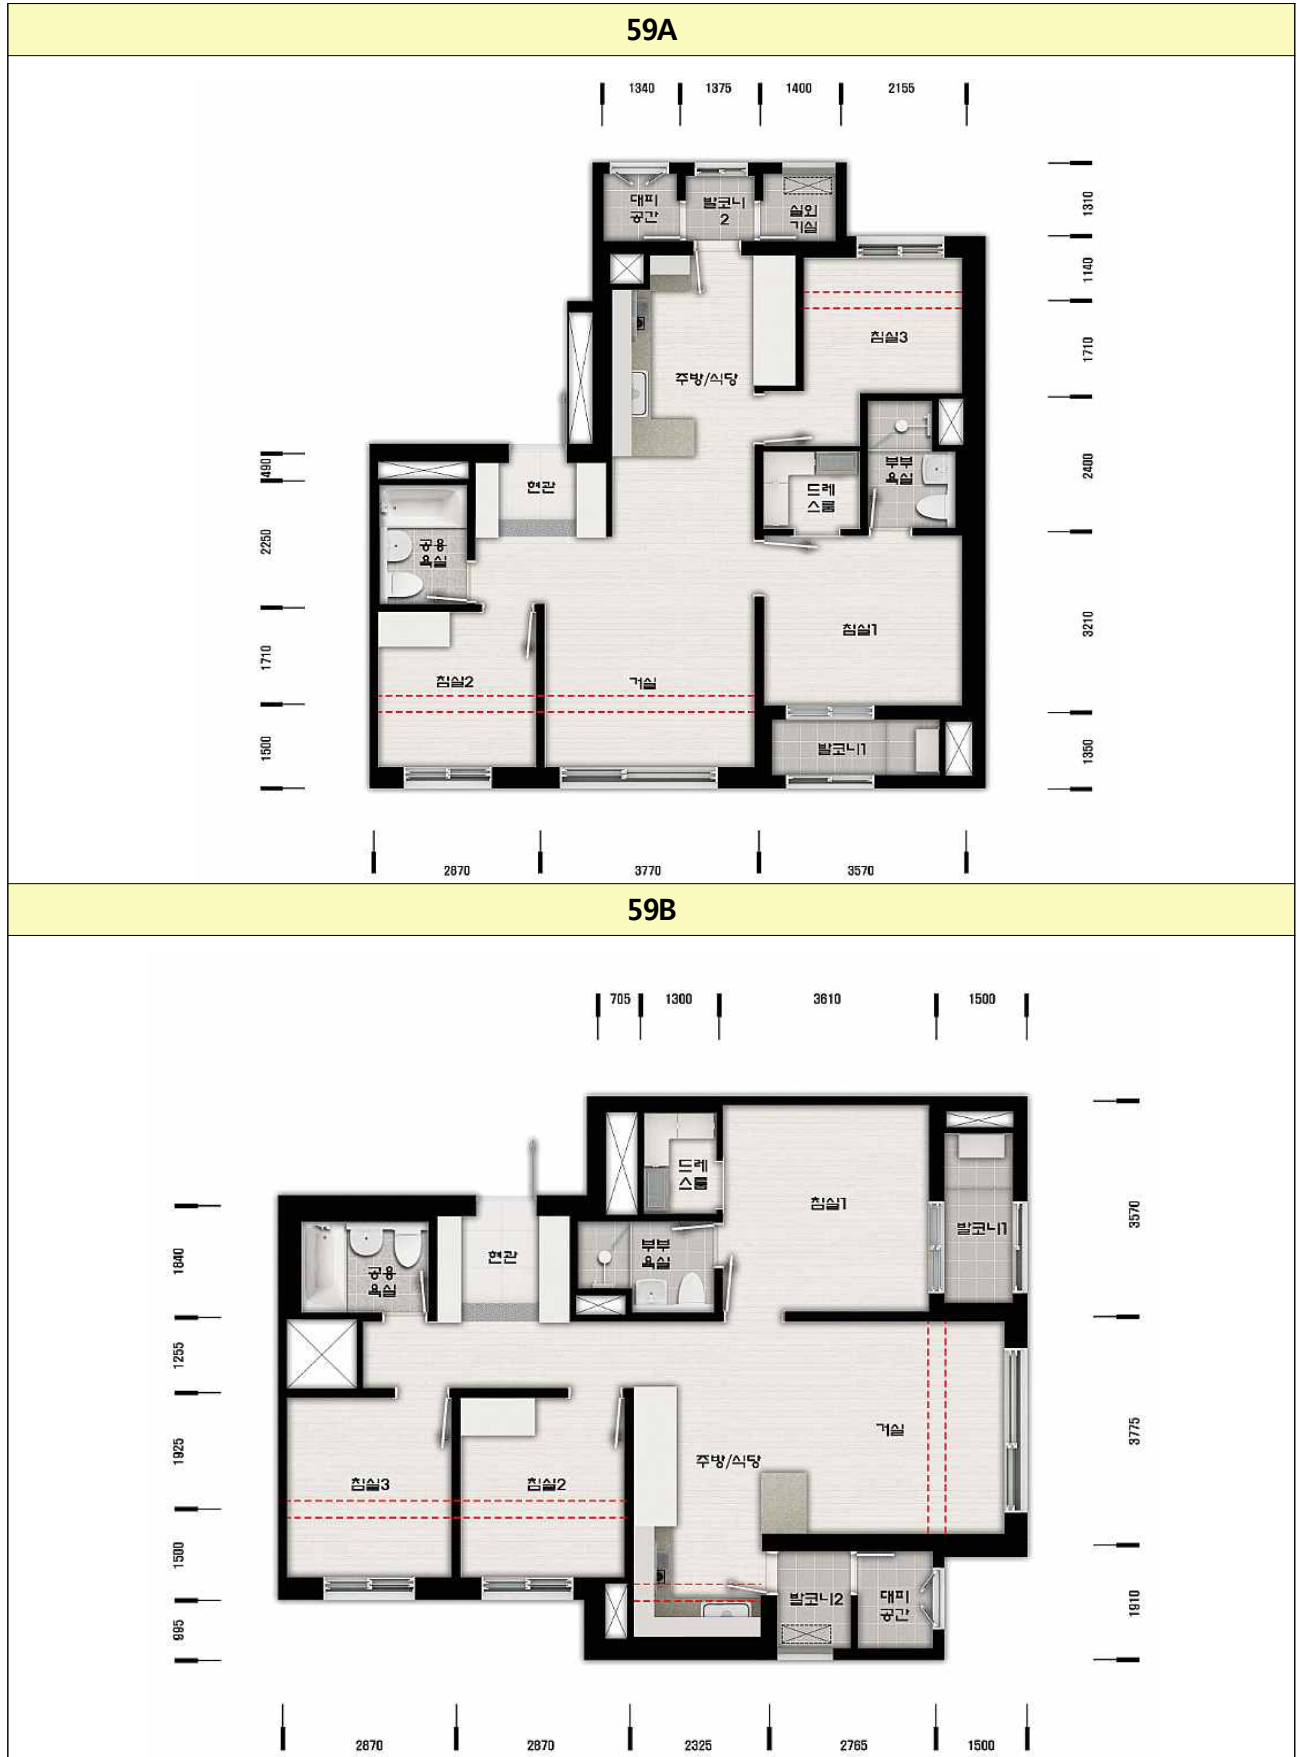 59A
1340 1375 1400 2155
대피
공간
발코니
2
실외
기실
1310
1140
침실3
1710
주방/식당
490
2400
현관
부부
욕실
드레
스룸
2250
공용
욕실
3210
침실1
1710
침실2
거실
1500
발코니1
1350
2870 3770 3570
59B
705 1300 3610 1500
드레
스룸
침실1
발코니1
3570
1840
현관
부부
욕실
공용
욕실
1255
3775
거실
1925
주방/식당
침실3
침실2
1500
발코니2
대피
공간
1910
995
2870 2870 2325 2765 1500